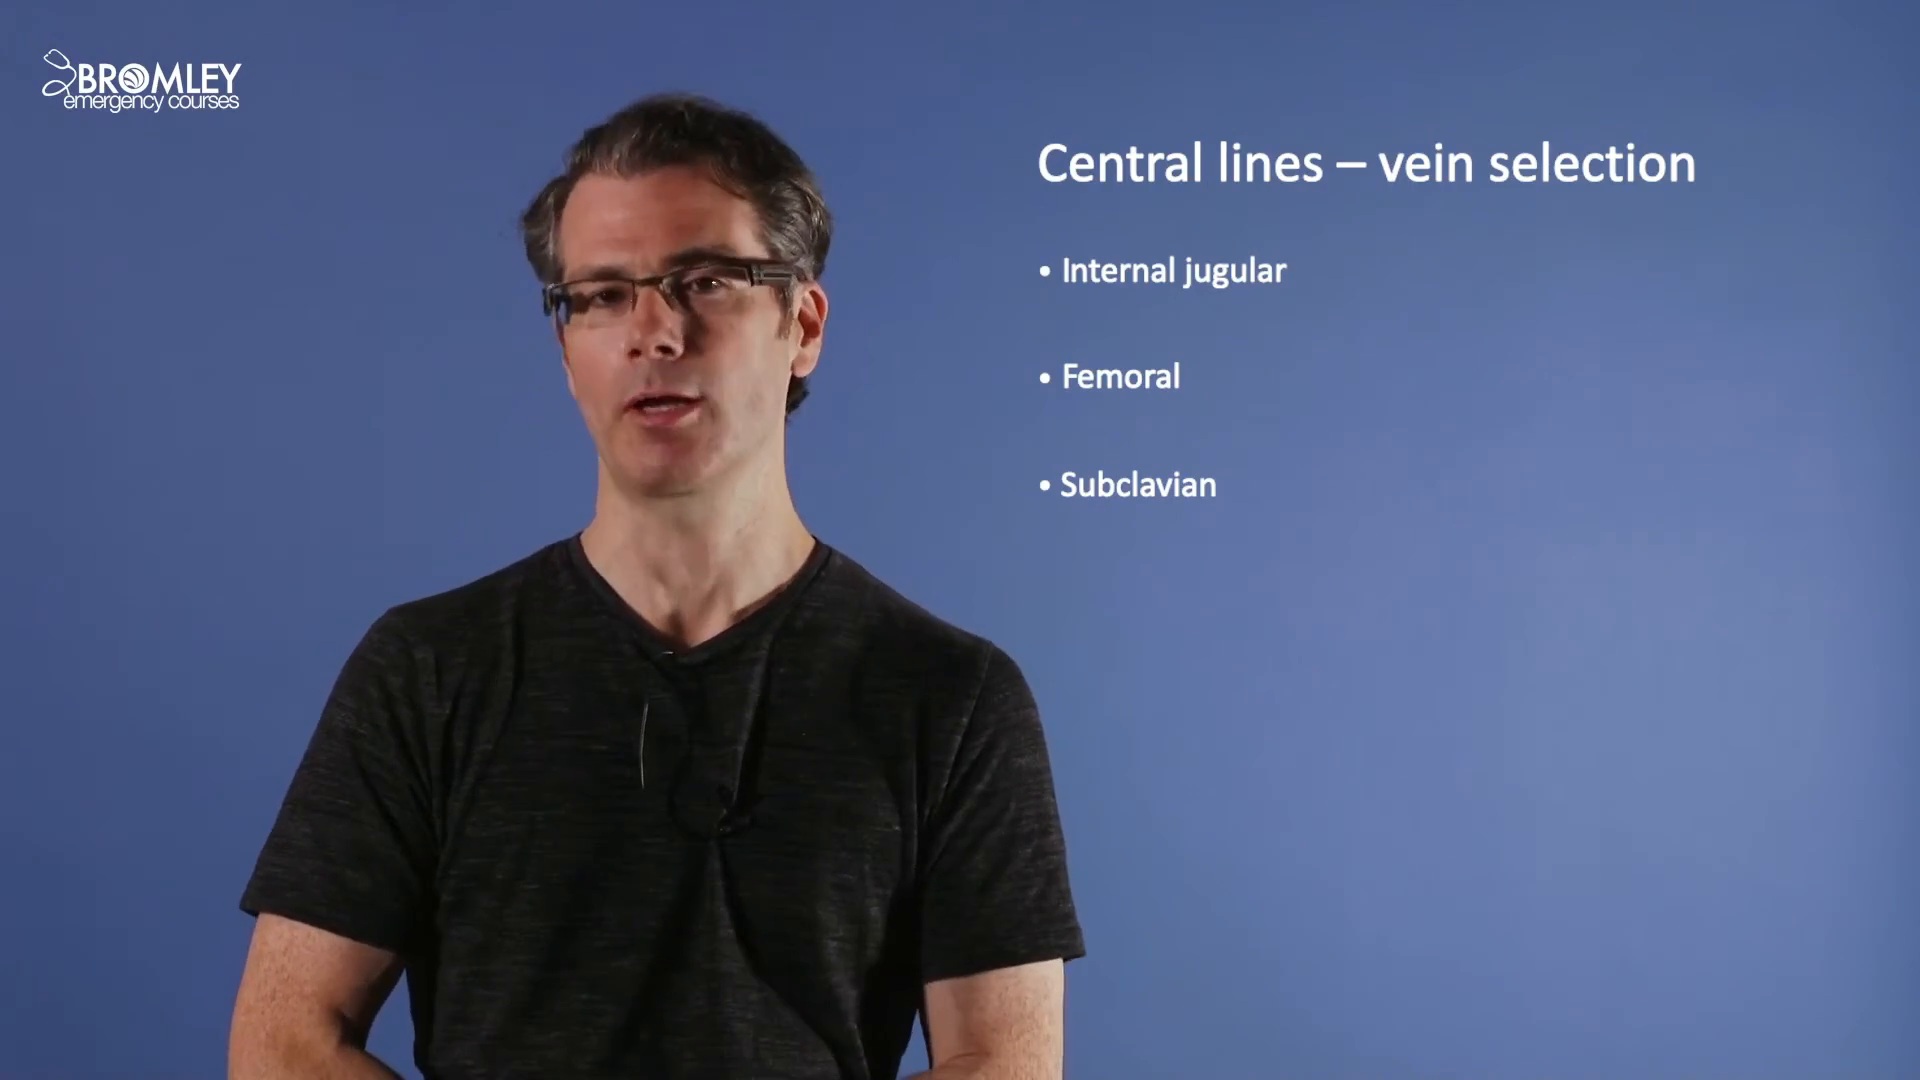 BROMLEY
emergency courses
Central lines – vein selection
• Internal jugular
• Femoral
• Subclavian